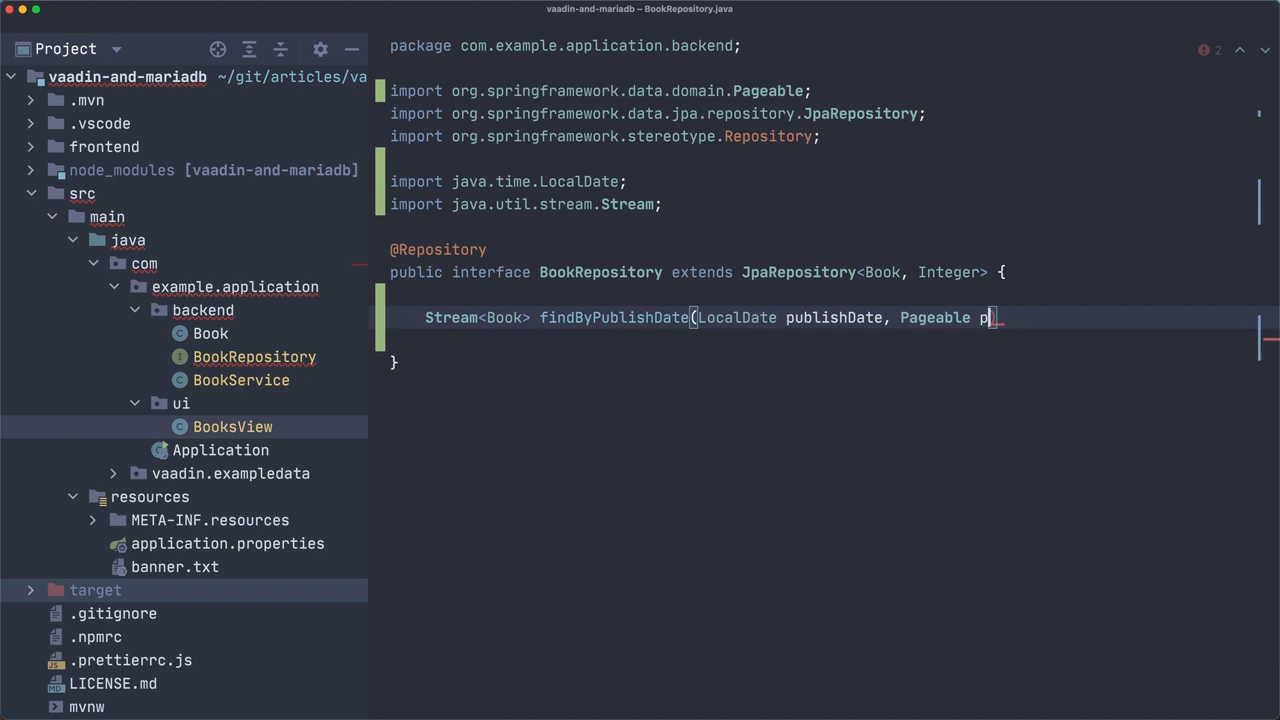 vaadin-and-mariadb – BookRepository.java
Project
vaadin-and-mariadb ~/git/articles/va
.mvn
.vscode
frontend
node_modules [vaadin-and-mariadb]
src
main
java
com
example.application
backend
Book
BookRepository
BookService
ui
BooksView
Application
vaadin.exampledata
resources
META-INF.resources
application.properties
banner.txt
target
.gitignore
.npmrc
.prettierrc.js
LICENSE.md
mvnw
package com.example.application.backend;
2
import org.springframework.data.domain.Pageable;
import org.springframework.data.jpa.repository.JpaRepository;
import org.springframework.stereotype.Repository;
import java.time.LocalDate;
import java.util.stream.Stream;
@Repository
public interface BookRepository extends JpaRepository<Book, Integer> {
Stream<Book> findByPublishDate(LocalDate publishDate, Pageable p)
}